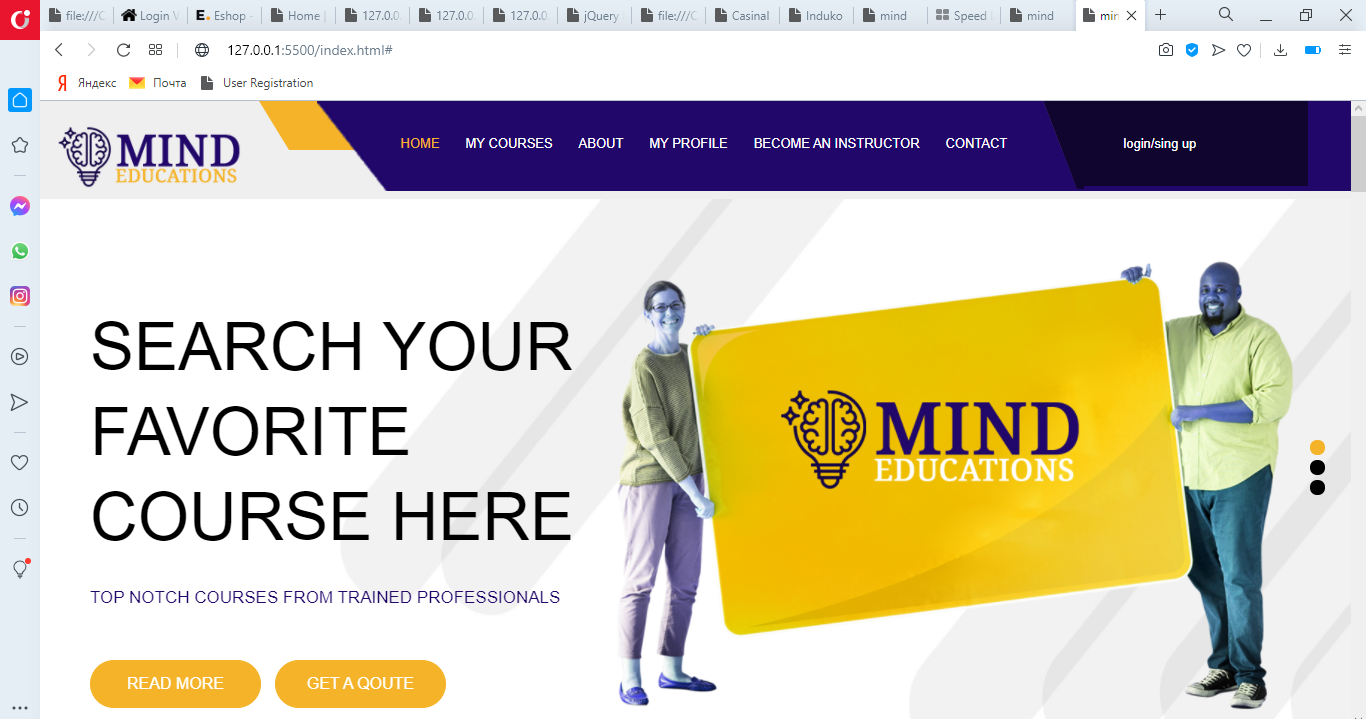 file:///C
Login V
Eshop -
Home |
127.0.0.
127.0.0.
127.0.0.
jQuery
file:///C
Casinal
Induko
mind
Speed
mind
min
127.0.0.1:5500/index.html#
Яндекс
Почта
User Registration
MIND
EDUCATIONS
HOME
MY COURSES
ABOUT
MY PROFILE
BECOME AN INSTRUCTOR
CONTACT
login/sing up
SEARCH YOUR
FAVORITE
COURSE HERE
TOP NOTCH COURSES FROM TRAINED PROFESSIONALS
READ MORE
GET A QOUTE
MIND
EDUCATIONS